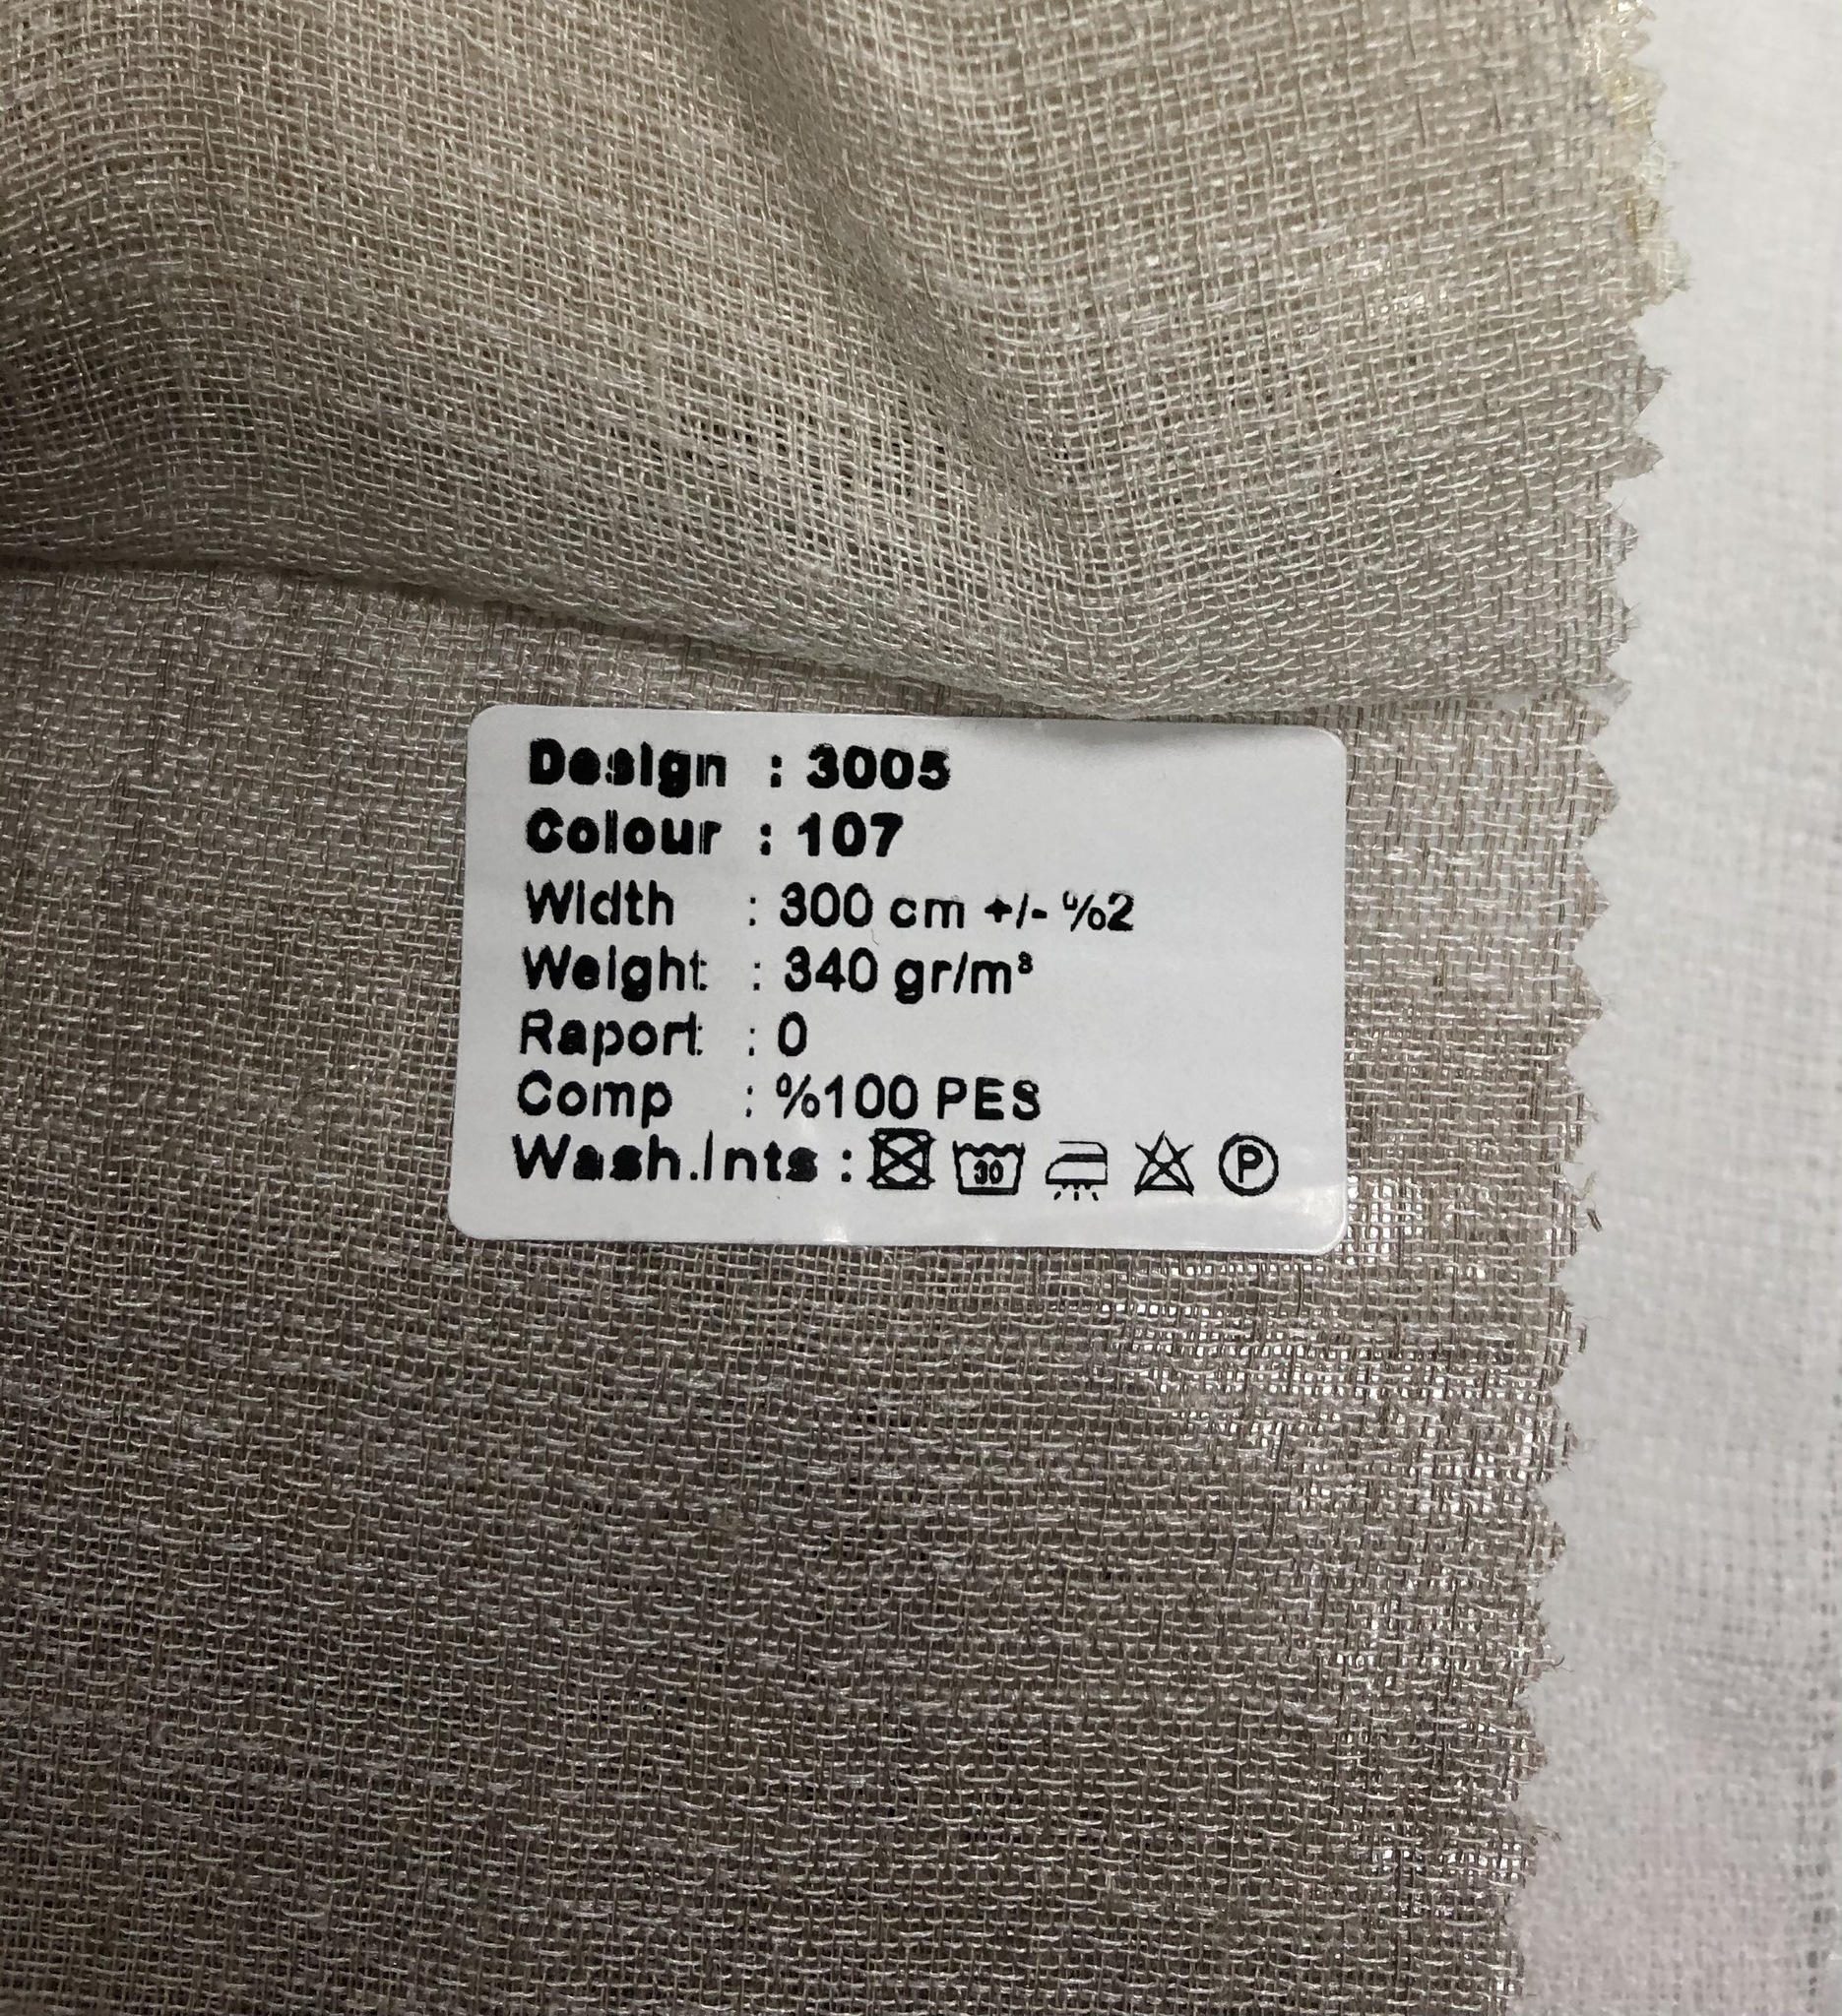 Design : 3005
Colour : 107
Width : 300 cm +/- %2
Weight : 340 gr/m³
Raport : 0
Comp : %100 PES
Wash.Ints : 30 P